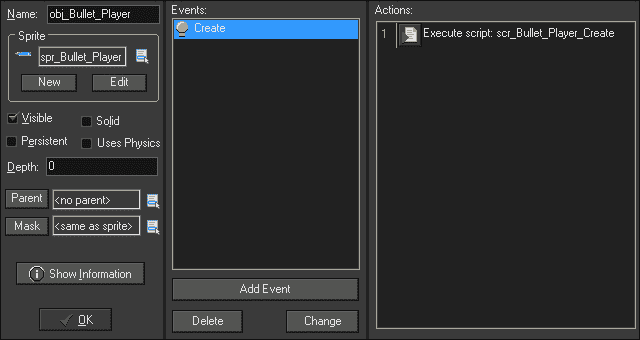 Name: obj_Bullet_Player
Sprite
spr_Bullet_Player
New Edit
Visible Solid
Persistent Uses Physics
Depth: 0
Parent <no parent>
Mask <same as sprite>
Show Information
OK
Events:
Create
Add Event
Delete Change
Actions:
1 Execute script: scr_Bullet_Player_Create